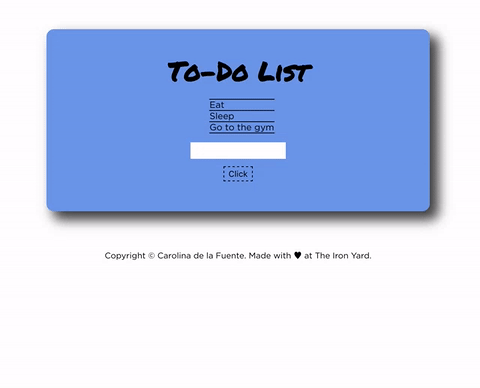 To-Do List
Eat
Sleep
Go to the gym
Click
Copyright © Carolina de la Fuente. Made with ♥ at The Iron Yard.